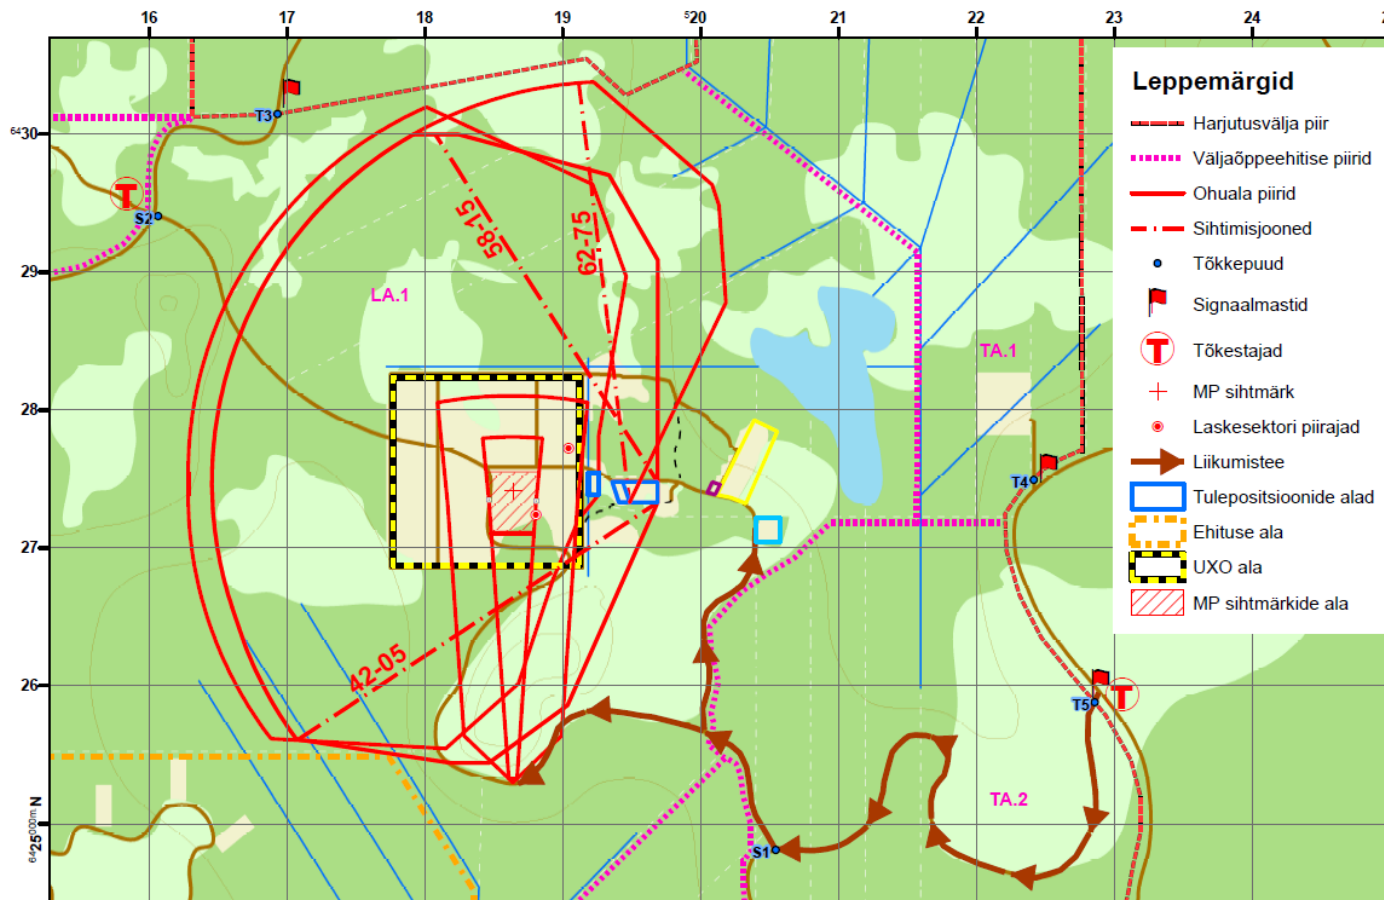 16 17 18 19 ⁵20 21 22 23 24 2
Leppemärgid
Harjutusvälja piir
Väljaõppeehitise piirid
Ohuala piirid
Sihtimisjooned
Tõkkepuud
Signaalmastid
Tõkestajad
MP sihtmärk
Laskesektori piirajad
Liikumistee
Tulepositsioonide alad
Ehituse ala
UXO ala
MP sihtmärkide ala
T3
⁶⁴30
T
S2
58-15
62-75
29
LA.1
TA.1
28
T4
27
42-05
26
T
T5
TA.2
⁶⁴25⁰⁰⁰m. N
S1